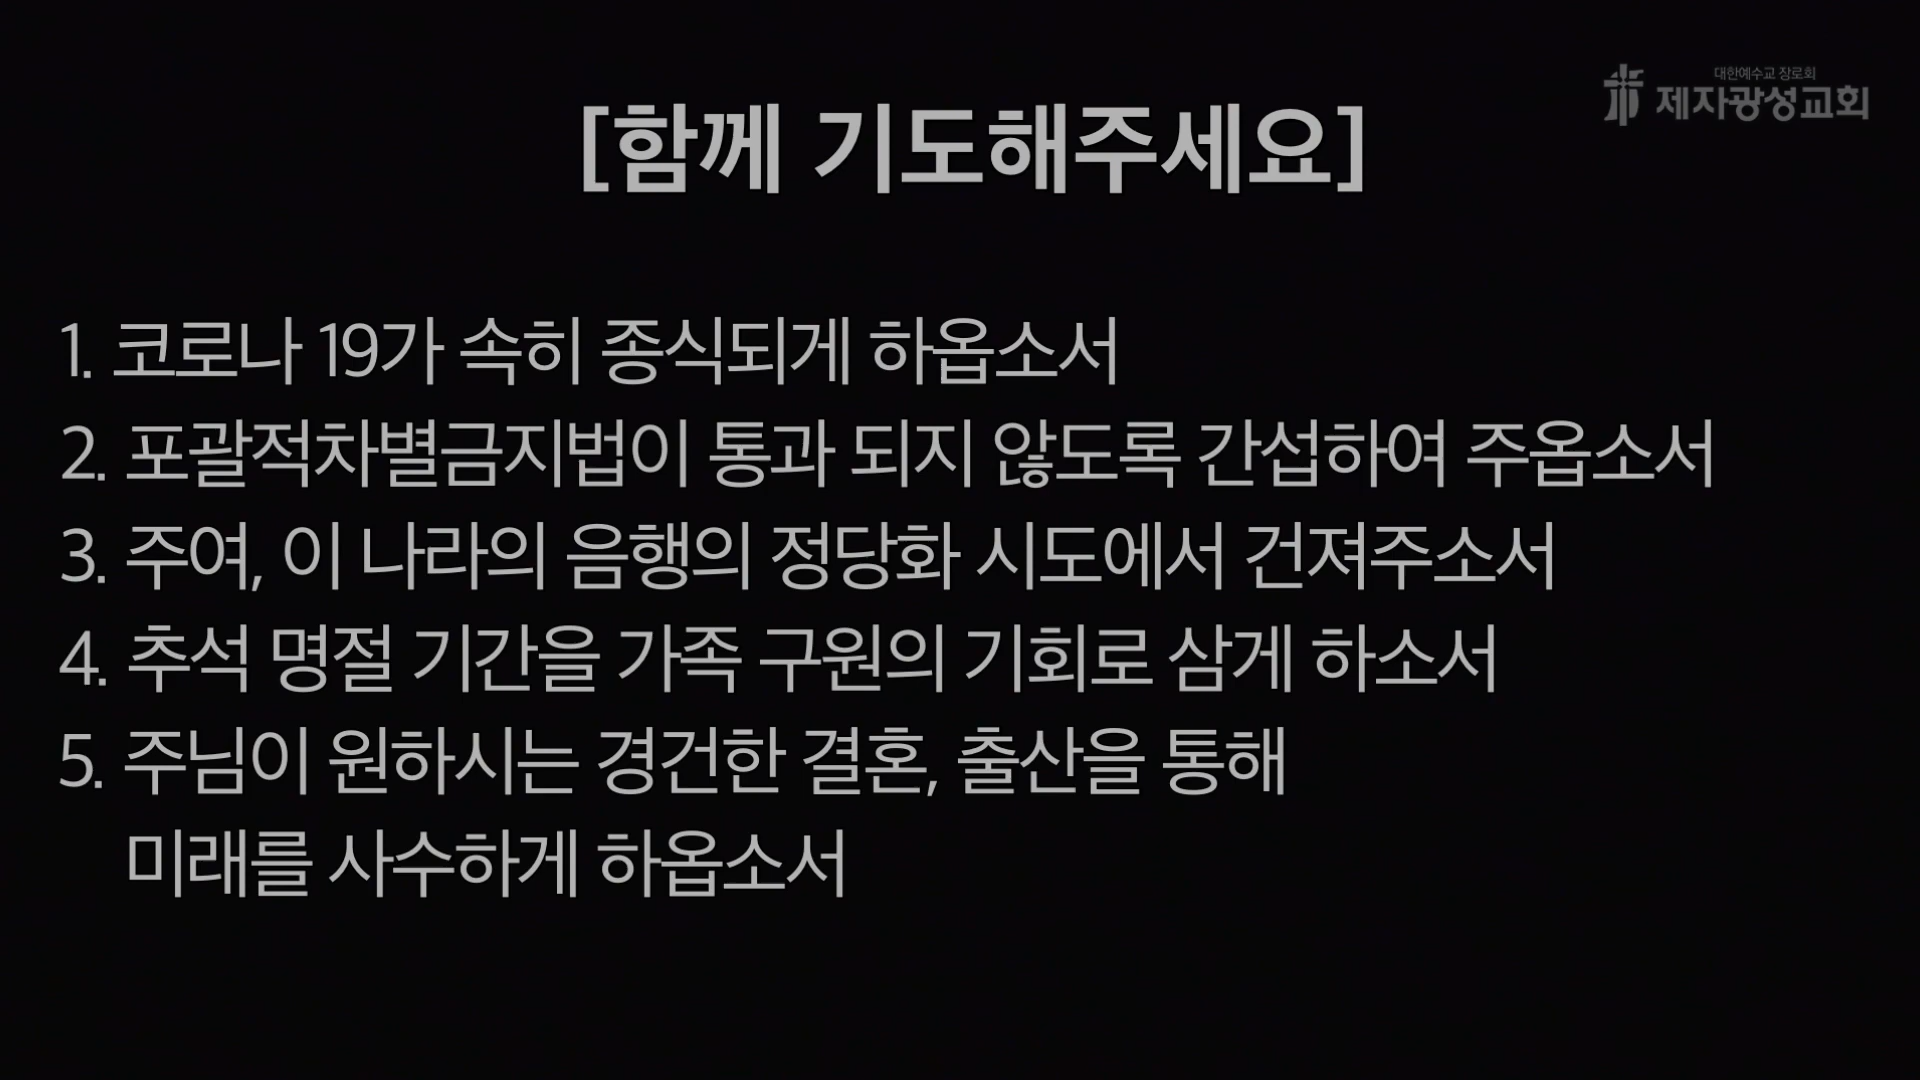 대한예수교 장로회
제자광성교회
[함께 기도해주세요]
1. 코로나 19가 속히 종식되게 하옵소서
2. 포괄적차별금지법이 통과 되지 않도록 간섭하여 주옵소서
3. 주여, 이 나라의 음행의 정당화 시도에서 건져주소서
4. 추석 명절 기간을 가족 구원의 기회로 삼게 하소서
5. 주님이 원하시는 경건한 결혼, 출산을 통해
미래를 사수하게 하옵소서